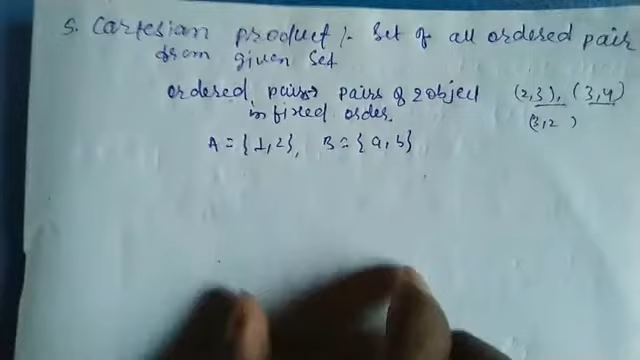 5. Cartesian product :- Set of all ordered pair
from given set
ordered pair → pairs of 2 object (2,3), (3,4)
in fixed order. (3,2)
A = {1,2}, B = {a,b}